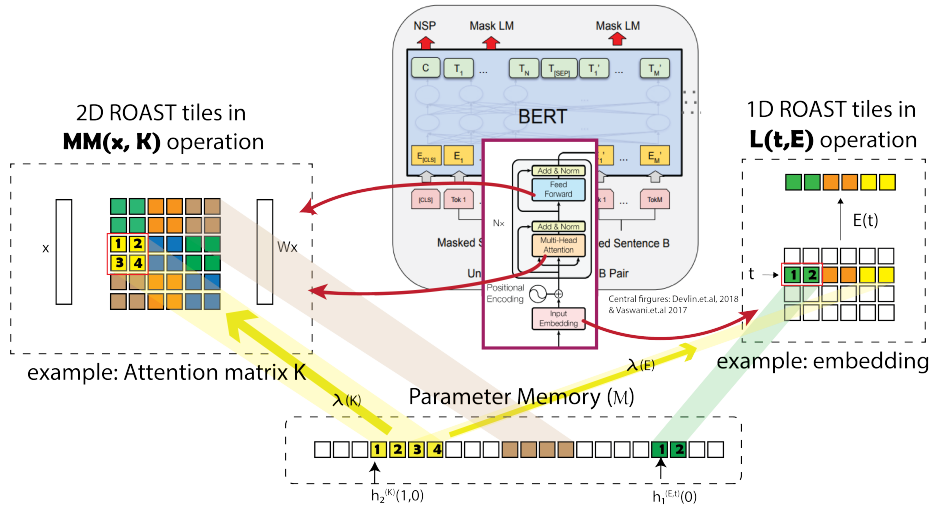 NSP
Mask LM
Mask LM
C
T1
...
TN
T[SEP]
T1'
...
TM'
BERT
E[CLS]
E1
...
1'
...
EM'
[CLS]
Tok 1
...
1
...
TokM
Masked S
ed Sentence B
Un
B Pair
Add & Norm
Feed
Forward
N×
Add & Norm
Multi-Head
Attention
Positional
Encoding
Input
Embedding
Central figrures: Devlin.et.al, 2018
& Vaswani.et.al 2017
2D ROAST tiles in
MM(x, K) operation
x
1 2
3 4
Wx
example: Attention matrix K
1D ROAST tiles in
L(t,E) operation
E(t)
t
1 2
example: embedding
λ(K)
λ(E)
Parameter Memory (M)
1 2 3 4
1 2
h2(K)(1,0)
h1(E,t)(0)